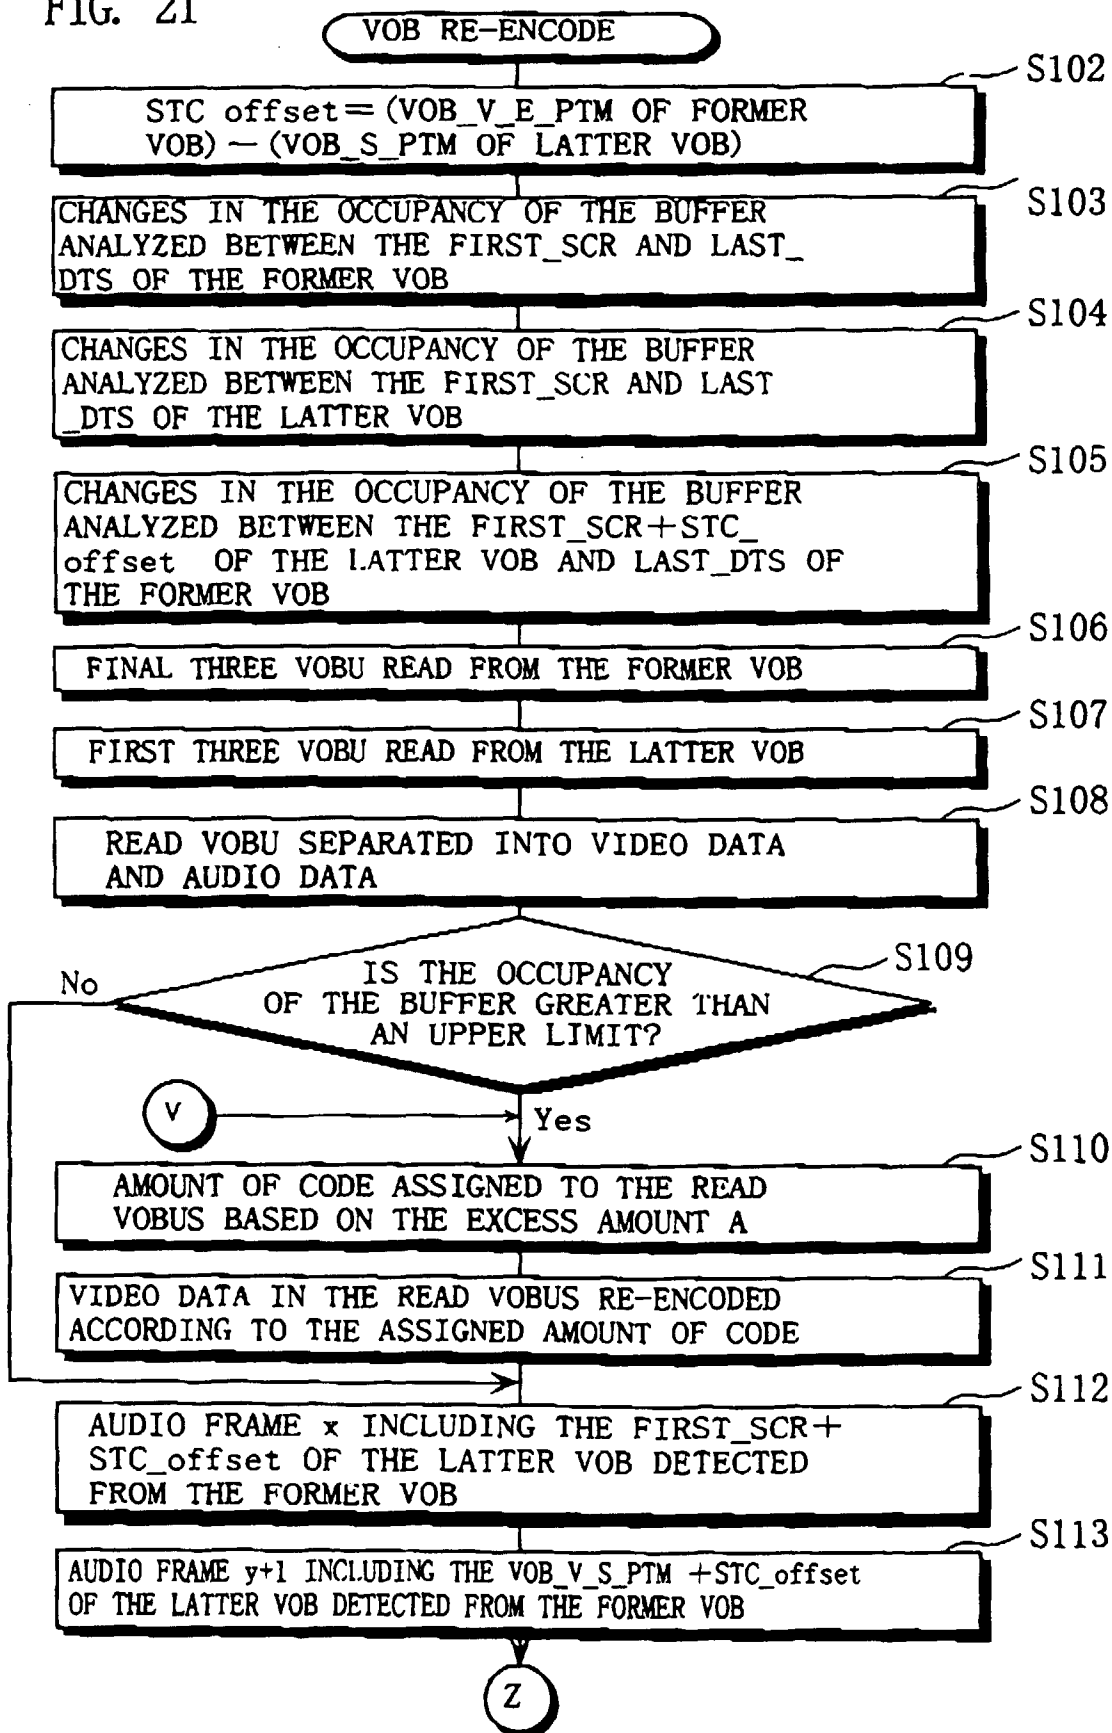 FIG. 21
VOB RE-ENCODE
S102
STC offset=(VOB_V_E_PTM OF FORMER
VOB)-(VOB_S_PTM OF LATTER VOB)
S103
CHANGES IN THE OCCUPANCY OF THE BUFFER
ANALYZED BETWEEN THE FIRST_SCR AND LAST_
DTS OF THE FORMER VOB
S104
CHANGES IN THE OCCUPANCY OF THE BUFFER
ANALYZED BETWEEN THE FIRST_SCR AND LAST
_DTS OF THE LATTER VOB
S105
CHANGES IN THE OCCUPANCY OF THE BUFFER
ANALYZED BETWEEN THE FIRST_SCR+STC_
offset OF THE LATTER VOB AND LAST_DTS OF
THE FORMER VOB
S106
FINAL THREE VOBU READ FROM THE FORMER VOB
S107
FIRST THREE VOBU READ FROM THE LATTER VOB
S108
READ VOBU SEPARATED INTO VIDEO DATA
AND AUDIO DATA
S109
No
IS THE OCCUPANCY
OF THE BUFFER GREATER THAN
AN UPPER LIMIT?
V
Yes
S110
AMOUNT OF CODE ASSIGNED TO THE READ
VOBUS BASED ON THE EXCESS AMOUNT A
S111
VIDEO DATA IN THE READ VOBUS RE-ENCODED
ACCORDING TO THE ASSIGNED AMOUNT OF CODE
S112
AUDIO FRAME x INCLUDING THE FIRST_SCR+
STC_offset OF THE LATTER VOB DETECTED
FROM THE FORMER VOB
S113
AUDIO FRAME y+1 INCLUDING THE VOB_V_S_PTM +STC_offset
OF THE LATTER VOB DETECTED FROM THE FORMER VOB
Z